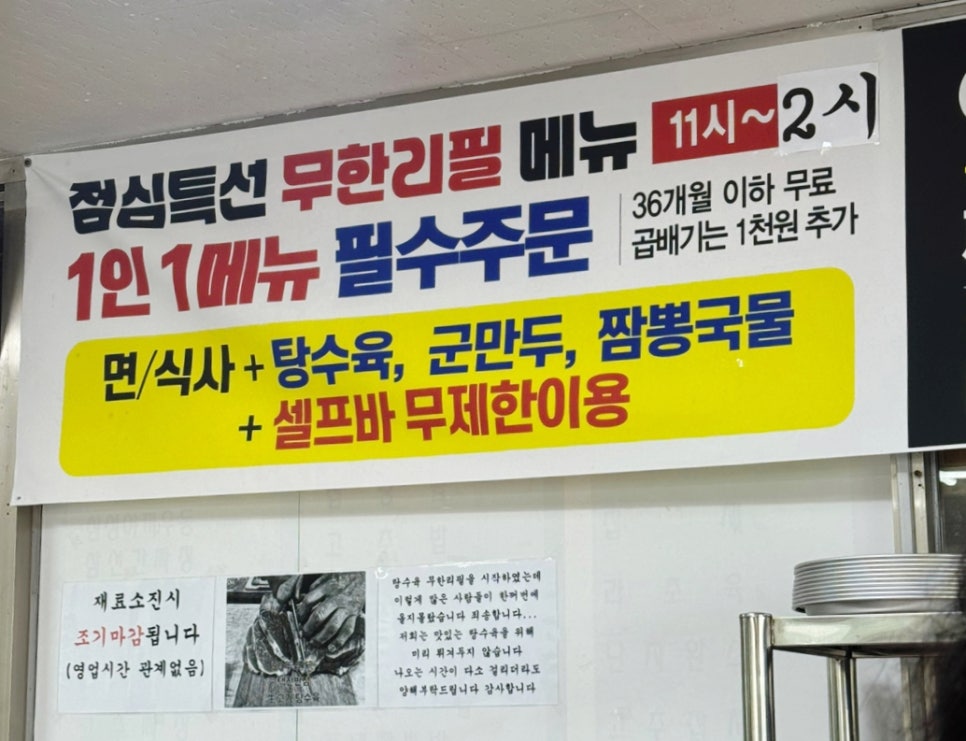 점심특선 무한리필 메뉴 11시~2시
1인 1메뉴 필수주문
36개월 이하 무료
곱배기는 1천원 추가
면/식사 + 탕수육, 군만두, 짬뽕국물
+ 셀프바 무제한이용
재료소진시
조기마감됩니다
(영업시간 관계없음)
탕수육
탕수육 무한리필을 시작하였는데
이렇게 많은 사람들이 한꺼번에
올지몰랐습니다 죄송합니다...
저희는 맛있는 탕수육을 위해
미리 튀겨두지 않습니다
나오는 시간이 다소 걸리더라도
양해부탁드립니다 감사합니다